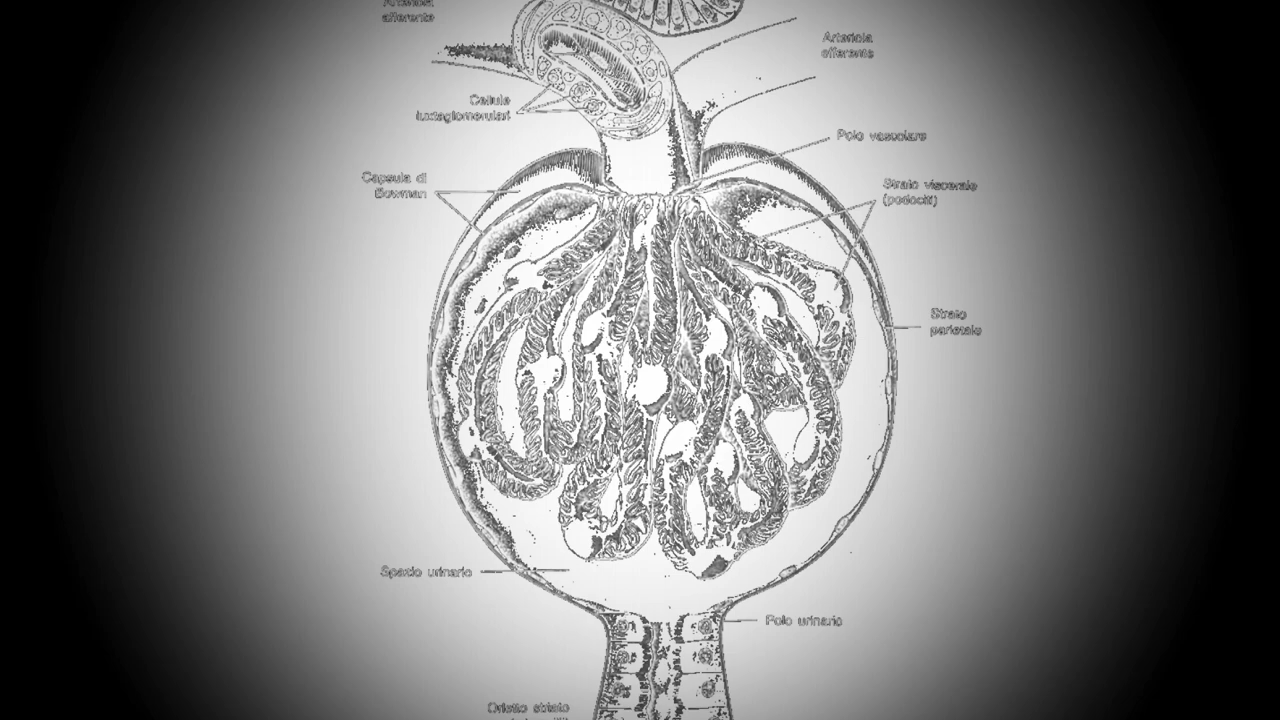 Arteriola
afferente
Arteriola
efferente
Cellule
iuxtaglomerulari
Polo vascolare
Capsula di
Bowman
Strato viscerale
(podociti)
Strato
parietale
Spazio urinario
Polo urinario
Orletto striato